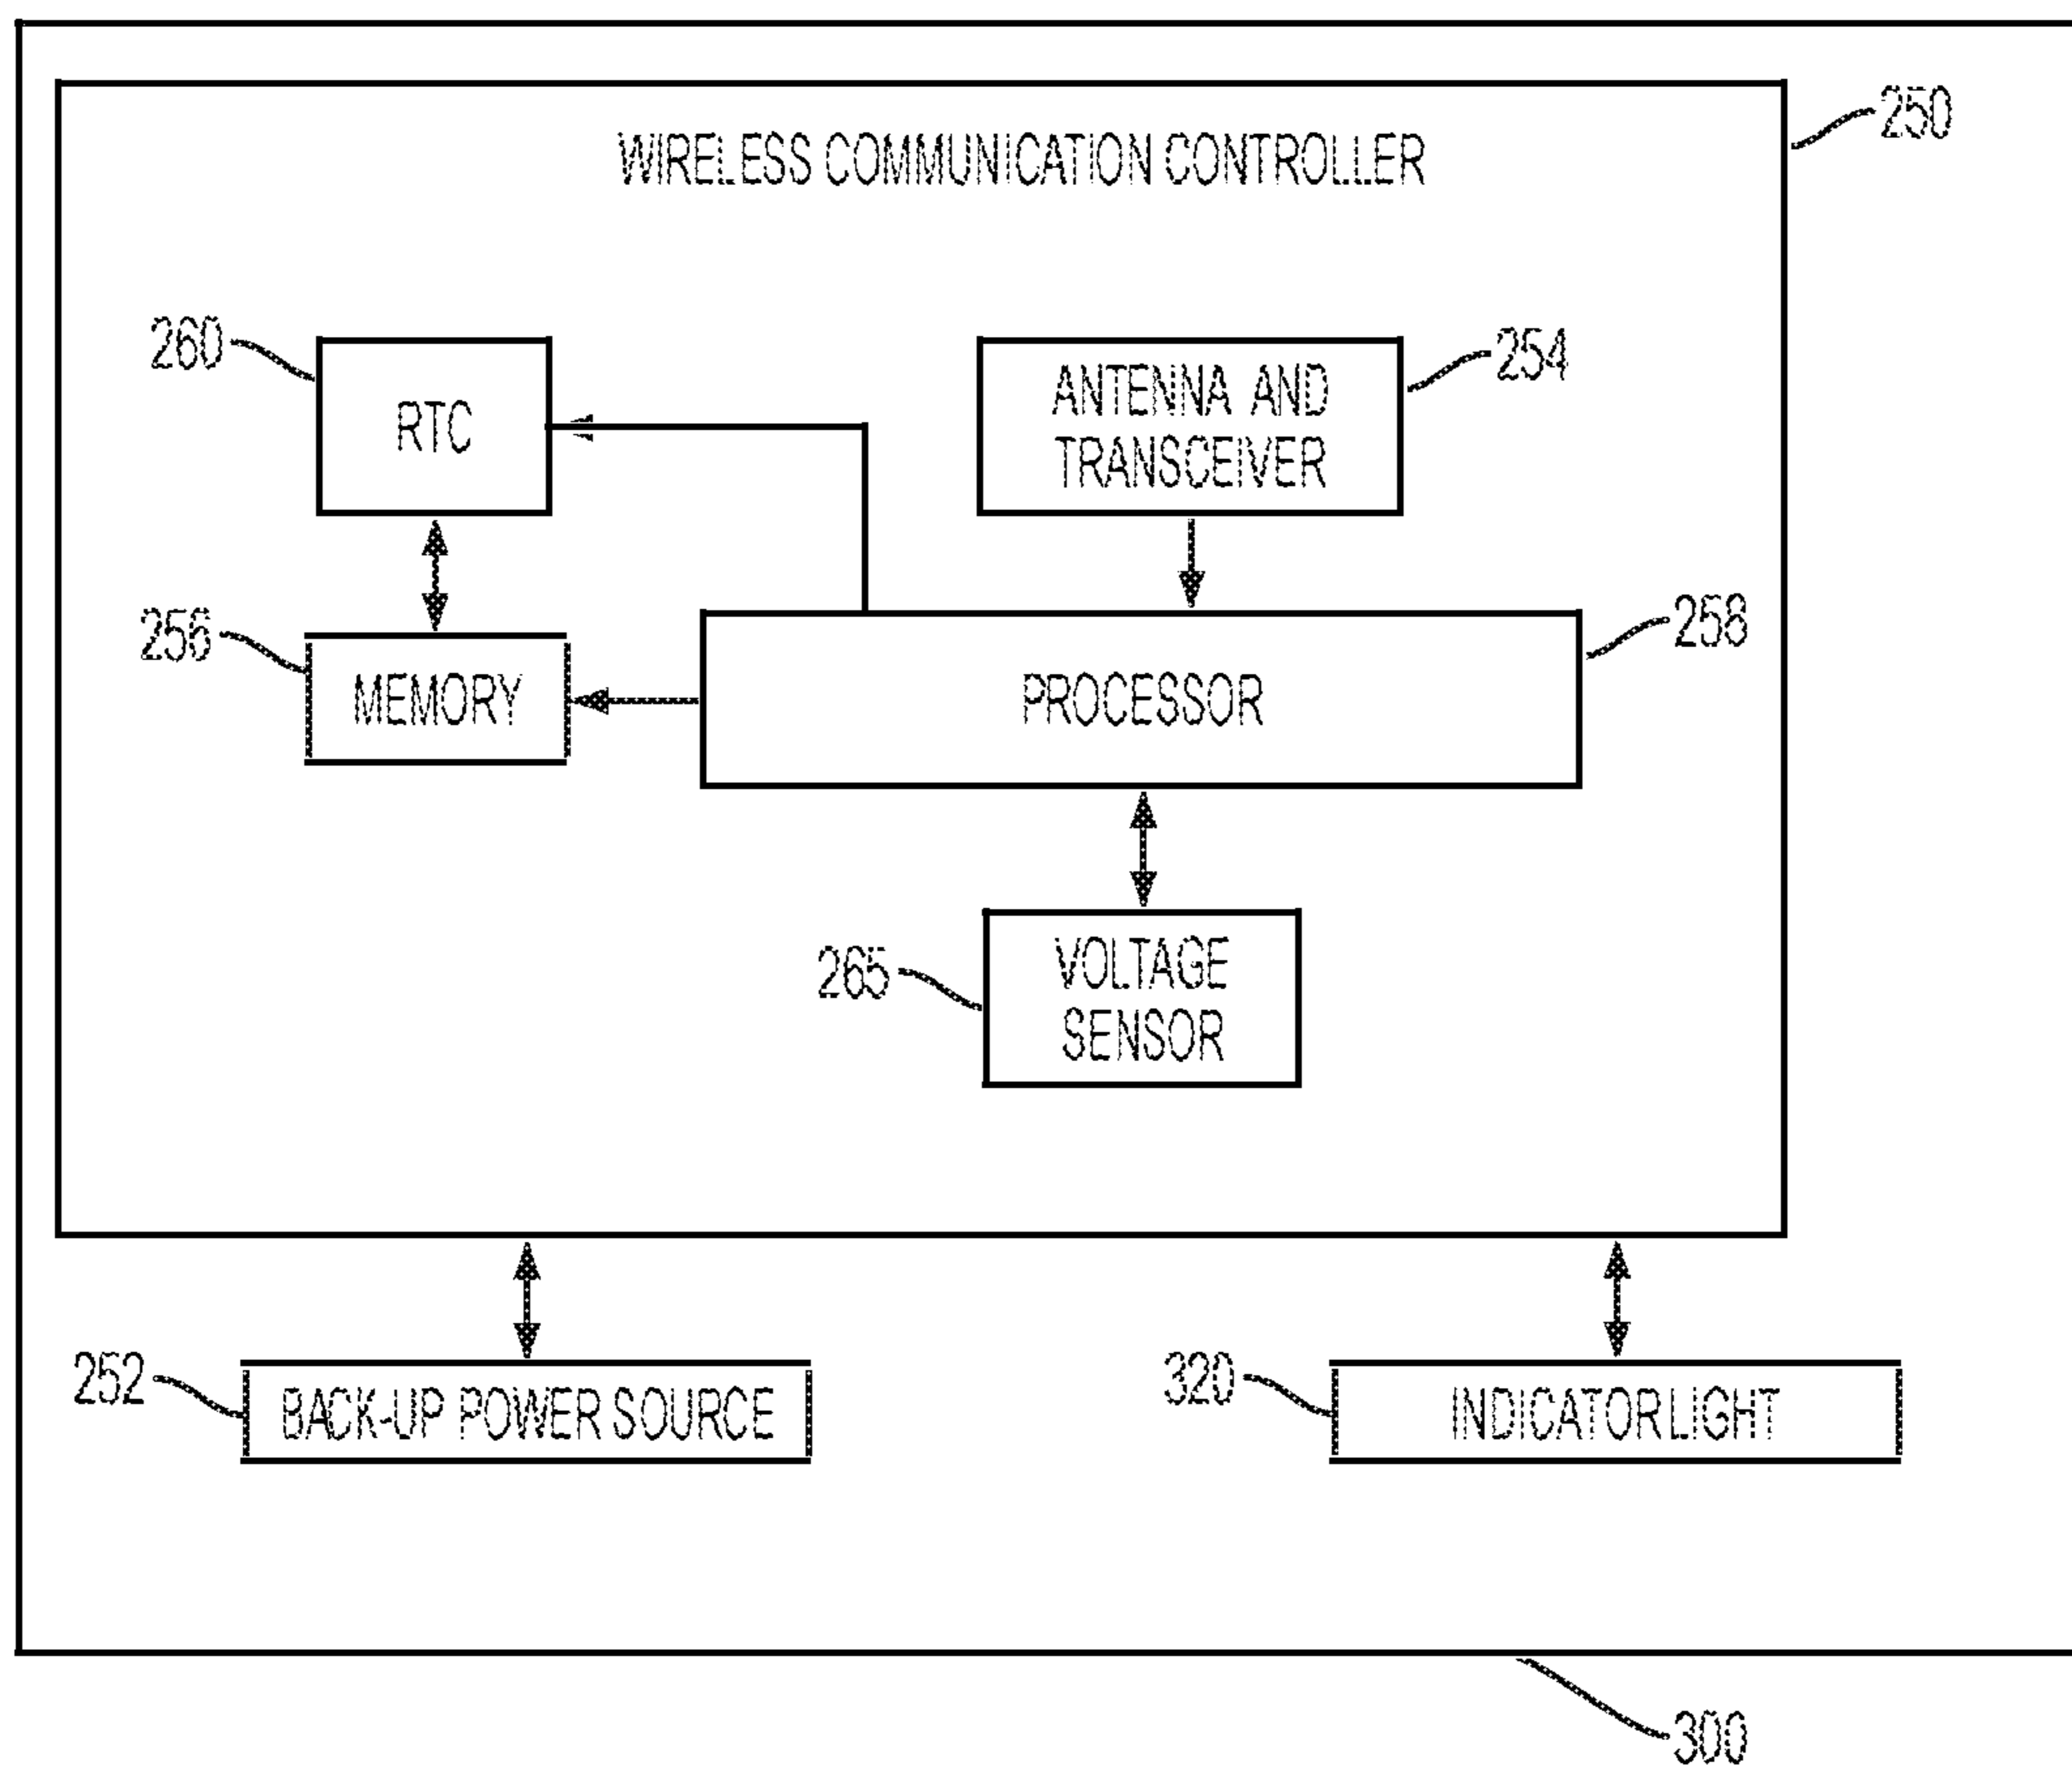 250
WIRELESS COMMUNICATION CONTROLLER
260
RTC
ANTENNA AND
TRANSCEIVER
254
256
MEMORY
PROCESSOR
258
265
VOLTAGE
SENSOR
252
BACK-UP POWER SOURCE
320
INDICATOR LIGHT
300